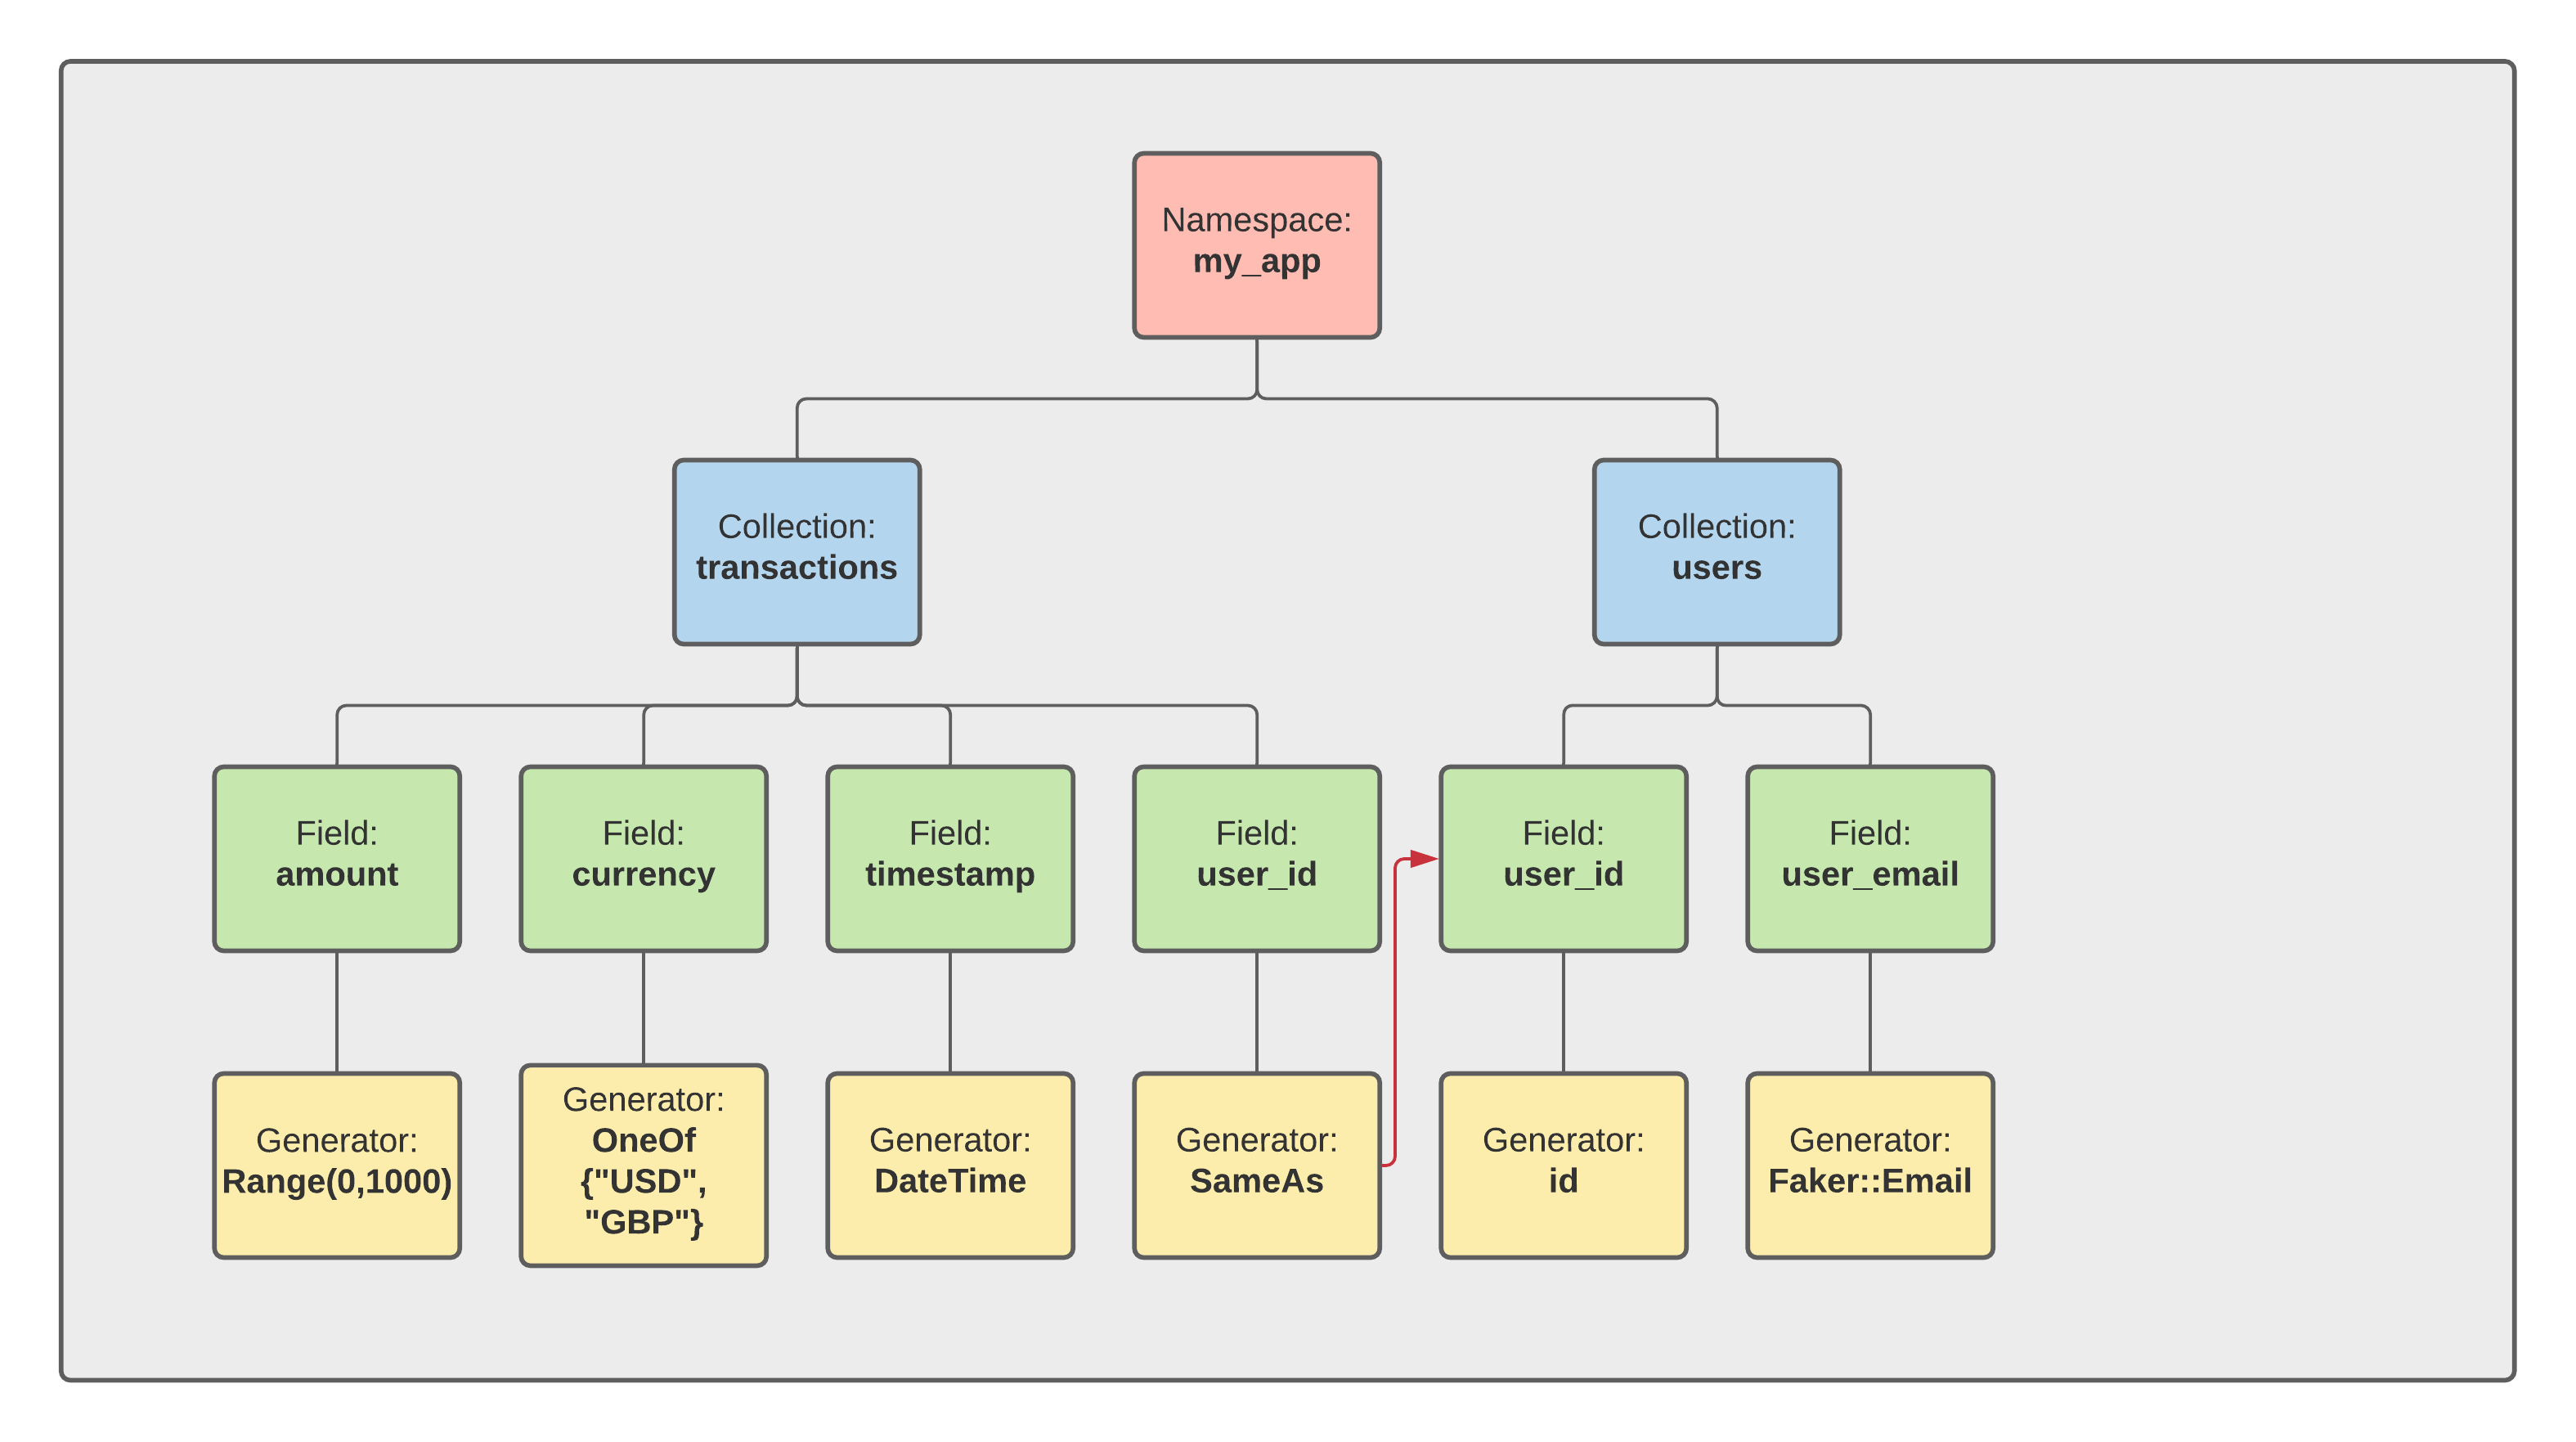 Namespace:
my_app
Collection:
transactions
Collection:
users
Field:
amount
Field:
currency
Field:
timestamp
Field:
user_id
Field:
user_id
Field:
user_email
Generator:
Range(0,1000)
Generator:
OneOf
{"USD",
"GBP"}
Generator:
DateTime
Generator:
SameAs
Generator:
id
Generator:
Faker::Email